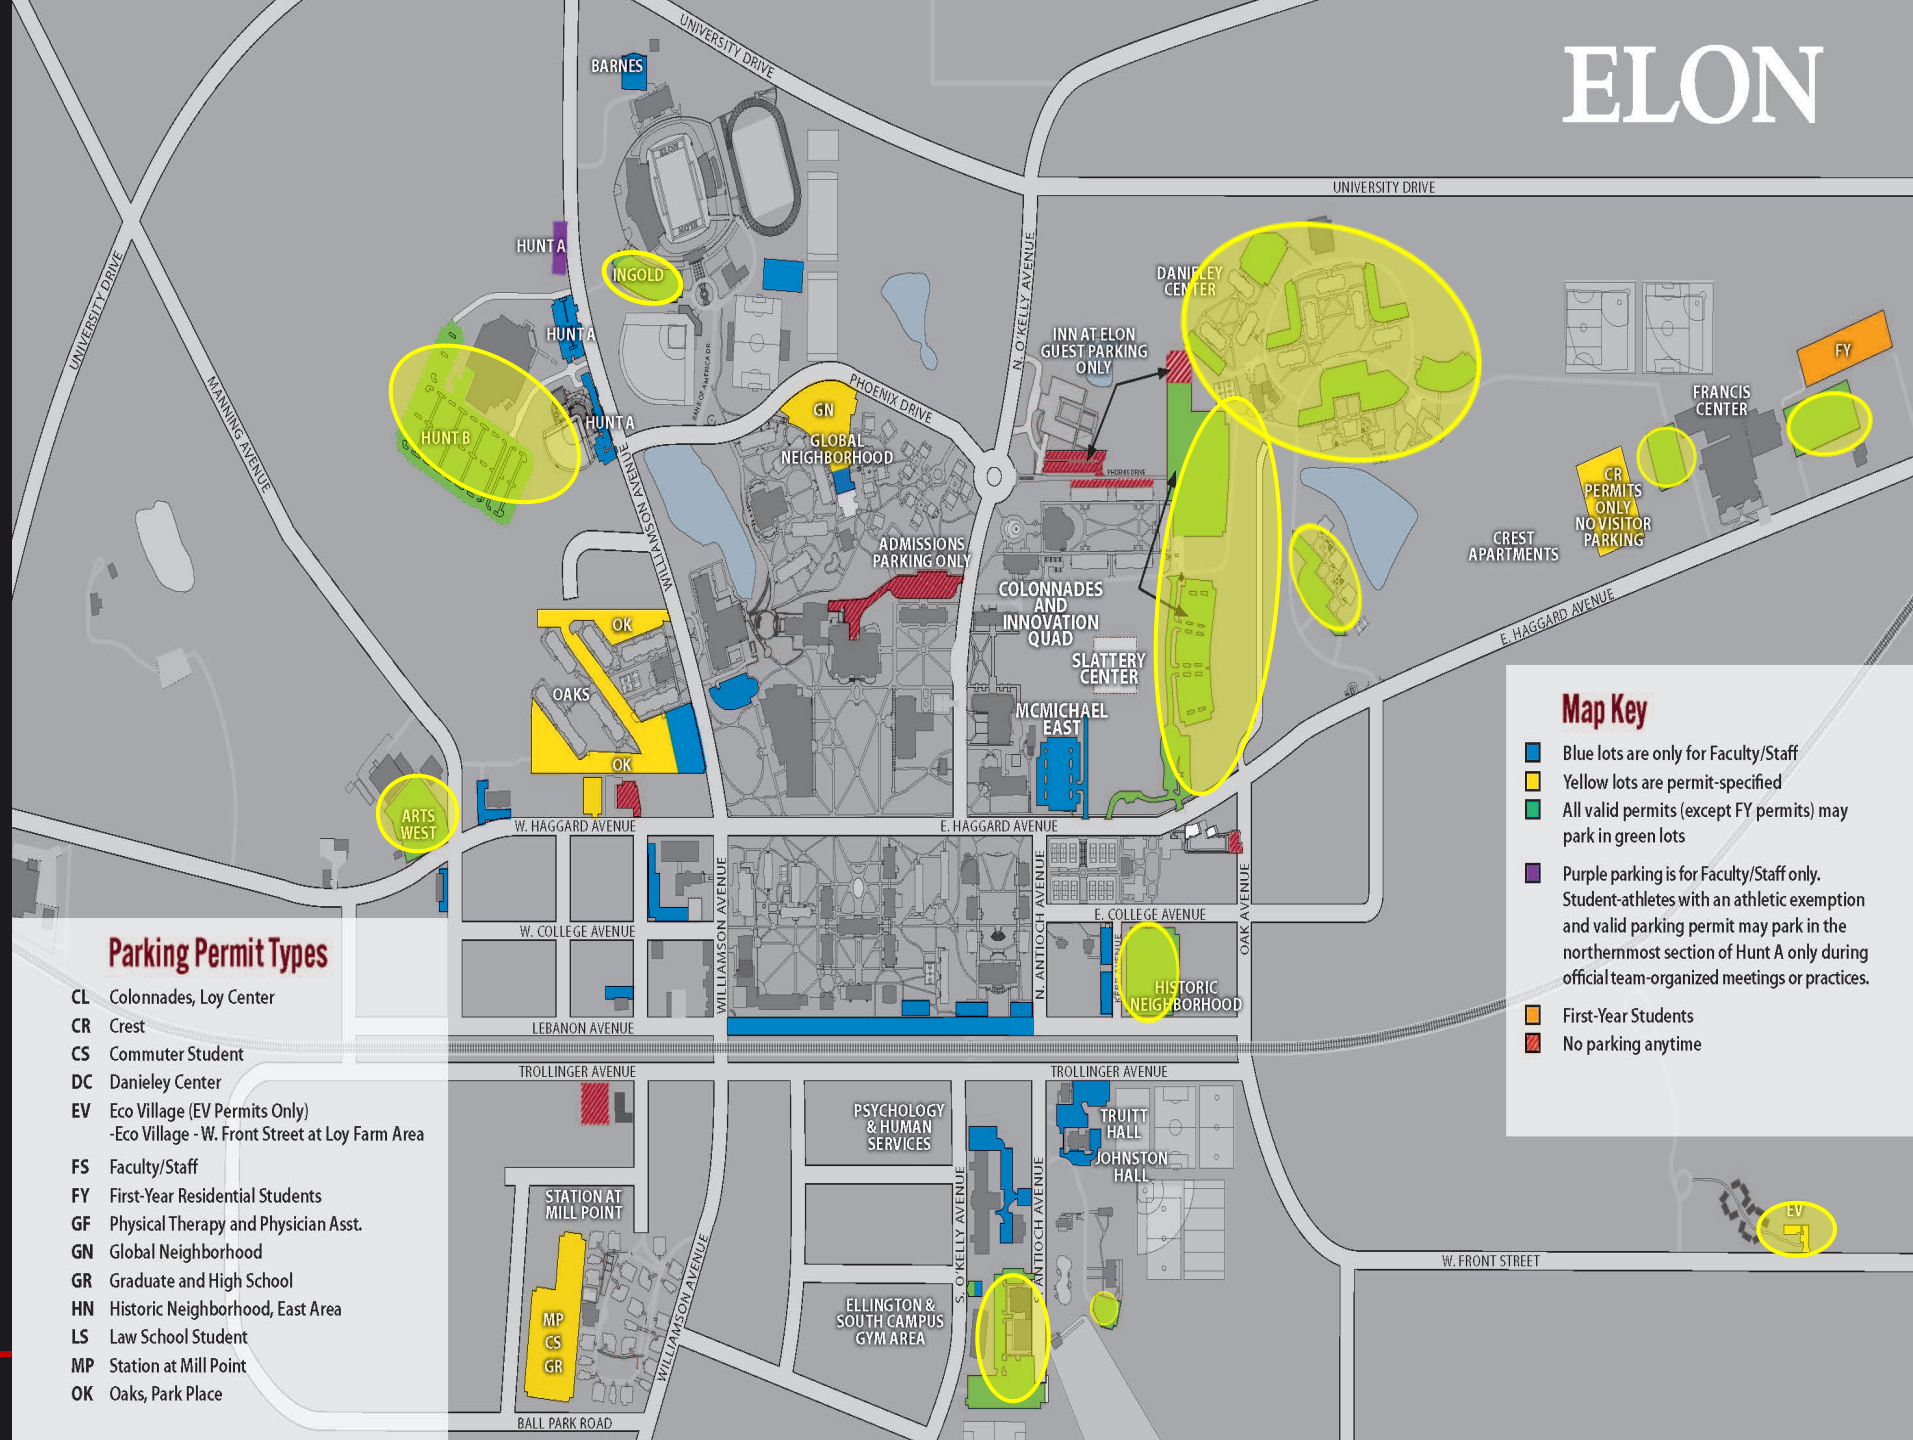 ELON
UNIVERSITY DRIVE
BARNES
ELON
ELON
UNIVERSITY DRIVE
HUNT A
INGOLD
UNIVERSITY DRIVE
N. O'KELLY AVENUE
DANIELEY
CENTER
HUNT A
INN AT ELON
GUEST PARKING
ONLY
BANK OF AMERICA DR.
PHOENIX DRIVE
FY
MANNING AVENUE
FRANCIS
CENTER
HUNT A
HUNT B
GN
GLOBAL
NEIGHBORHOOD
PHOENIX DRIVE
WILLIAMSON AVENUE
CR
PERMITS
ONLY
NO VISITOR
PARKING
CREST
APARTMENTS
ADMISSIONS
PARKING ONLY
COLONNADES
AND
INNOVATION
QUAD
E. HAGGARD AVENUE
OK
SLATTERY
CENTER
OAKS
MCMICHAEL
EAST
OK
ARTS
WEST
W. HAGGARD AVENUE
E. HAGGARD AVENUE
WILLIAMSON AVENUE
N. ANTIOCH AVENUE
OAK AVENUE
E. COLLEGE AVENUE
W. COLLEGE AVENUE
HISTORIC
NEIGHBORHOOD
LEBANON AVENUE
TROLLINGER AVENUE
TROLLINGER AVENUE
PSYCHOLOGY
& HUMAN
SERVICES
TRUITT
HALL
JOHNSTON
HALL
STATION AT
MILL POINT
S. O'KELLY AVENUE
S. ANTIOCH AVENUE
WILLIAMSON AVENUE
EV
W. FRONT STREET
ELLINGTON &
SOUTH CAMPUS
GYM AREA
MP
CS
GR
BALL PARK ROAD
Map Key
Blue lots are only for Faculty/Staff
Yellow lots are permit-specified
All valid permits (except FY permits) may
park in green lots
Purple parking is for Faculty/Staff only.
Student-athletes with an athletic exemption
and valid parking permit may park in the
northernmost section of Hunt A only during
official team-organized meetings or practices.
First-Year Students
No parking anytime
Parking Permit Types
CL Colonnades, Loy Center
CR Crest
CS Commuter Student
DC Danieley Center
EV Eco Village (EV Permits Only)
-Eco Village - W. Front Street at Loy Farm Area
FS Faculty/Staff
FY First-Year Residential Students
GF Physical Therapy and Physician Asst.
GN Global Neighborhood
GR Graduate and High School
HN Historic Neighborhood, East Area
LS Law School Student
MP Station at Mill Point
OK Oaks, Park Place